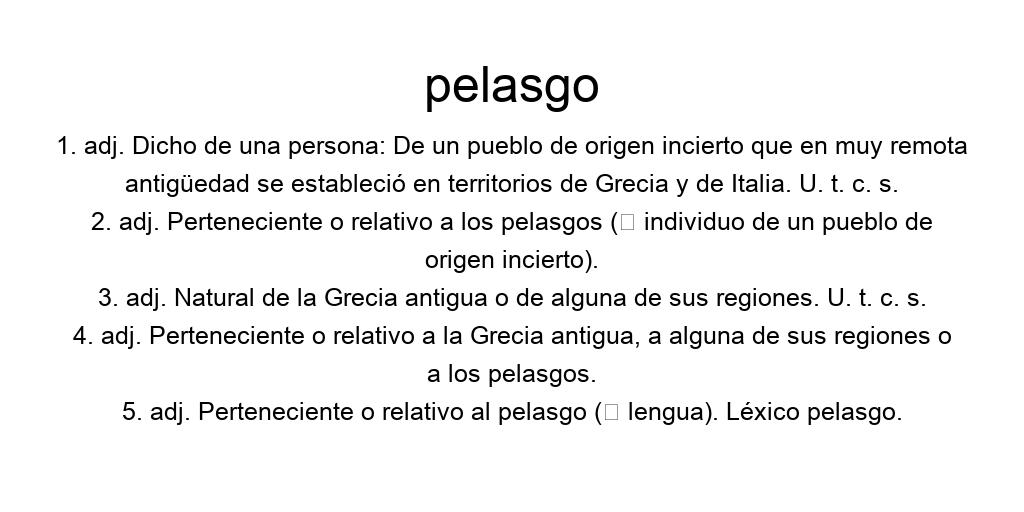 pelasgo
1. adj. Dicho de una persona: De un pueblo de origen incierto que en muy remota
antigüedad se estableció en territorios de Grecia y de Italia. U. t. c. s.
2. adj. Perteneciente o relativo a los pelasgos (□ individuo de un pueblo de
origen incierto).
3. adj. Natural de la Grecia antigua o de alguna de sus regiones. U. t. c. s.
4. adj. Perteneciente o relativo a la Grecia antigua, a alguna de sus regiones o
a los pelasgos.
5. adj. Perteneciente o relativo al pelasgo (□ lengua). Léxico pelasgo.